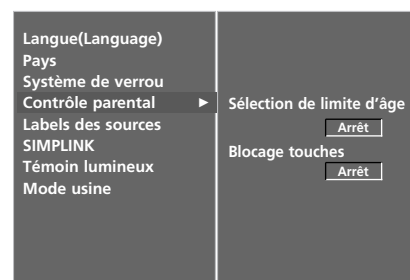 Langue(Language)
Pays
Système de verrou
Contrôle parental ►
Labels des sources
SIMPLINK
Témoin lumineux
Mode usine
Sélection de limite d'âge
Arrêt
Blocage touches
Arrêt